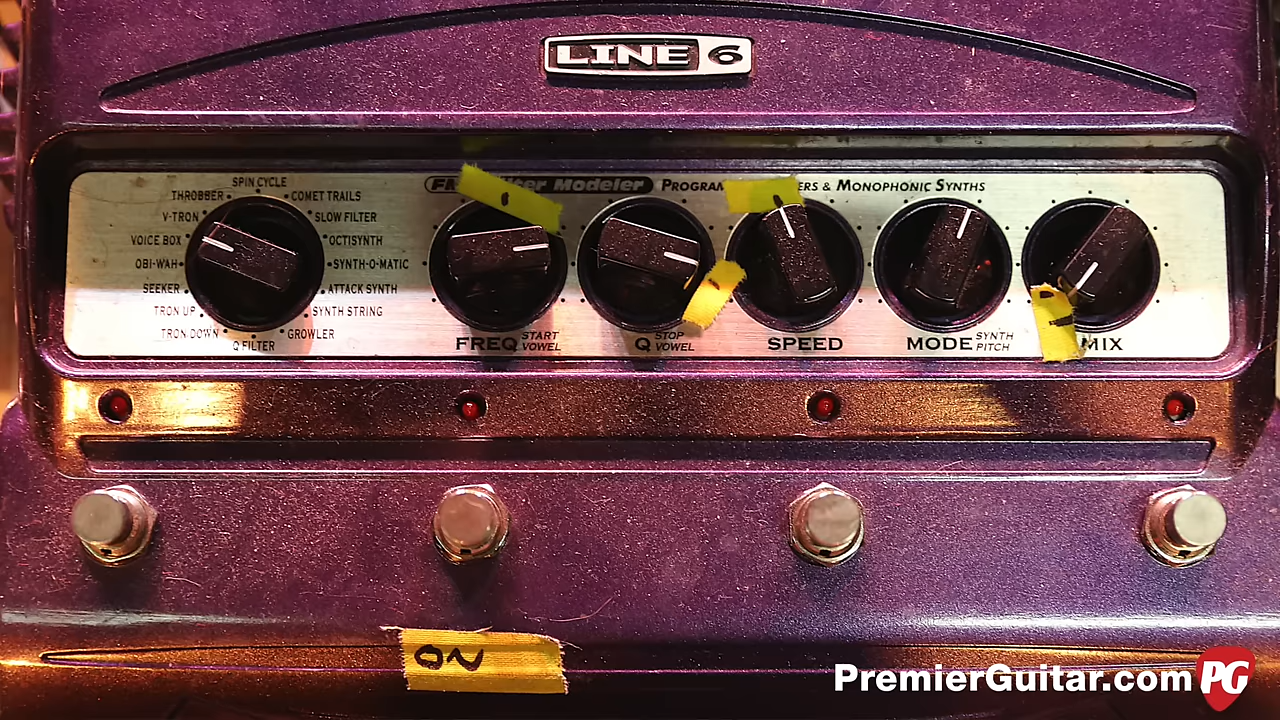 LINE 6
FM Filter Modeler PROGRAM ERS & MONOPHONIC SYNTHS
SPIN CYCLE
THROBBER COMET TRAILS
V-TRON SLOW FILTER
VOICE BOX OCTISYNTH
OBI-WAH SYNTH-O-MATIC
SEEKER ATTACK SYNTH
TRON UP SYNTH STRING
TRON DOWN GROWLER
Q FILTER
FREQ START VOWEL
Q STOP VOWEL
SPEED
MODE SYNTH PITCH
MIX
ON
PremierGuitar.com PG